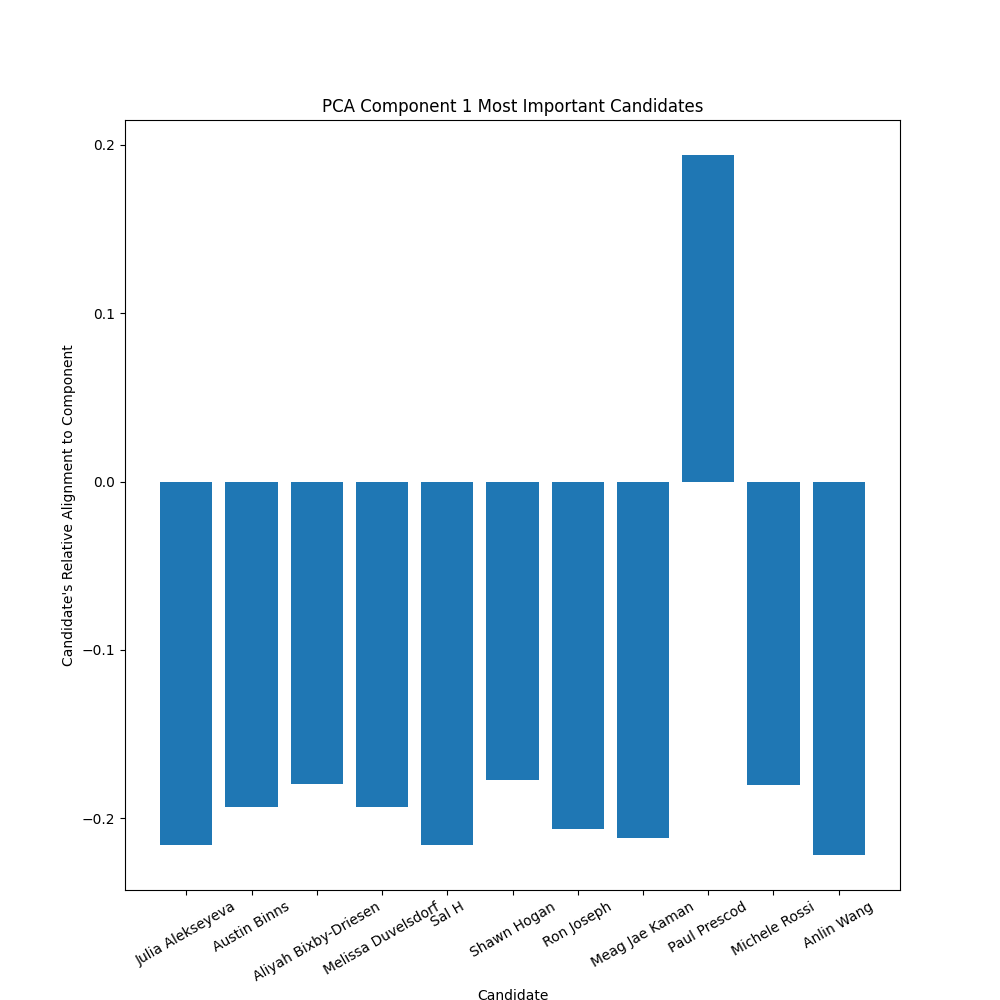 PCA Component 1 Most Important Candidates
Candidate's Relative Alignment to Component
0.2
0.1
0.0
−0.1
−0.2
Julia Alekseyeva
Austin Binns
Aliyah Bixby-Driesen
Melissa Duvelsdorf
Sal H
Shawn Hogan
Ron Joseph
Meag Jae Kaman
Paul Prescod
Michele Rossi
Anlin Wang
Candidate